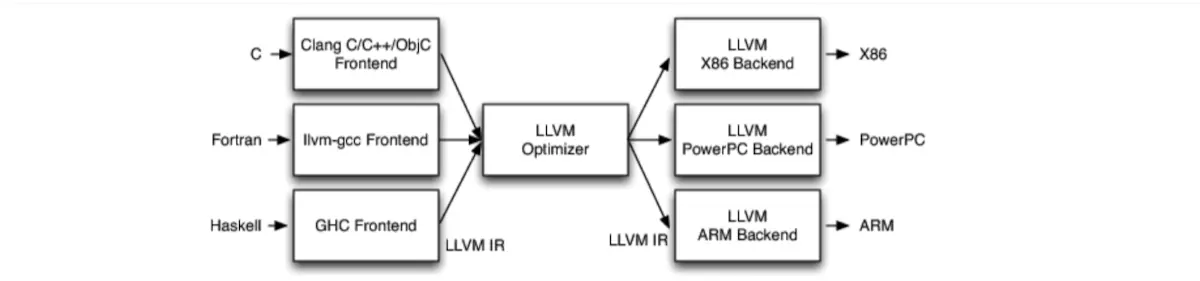 C
Clang C/C++/ObjC
Frontend
LLVM
X86 Backend
X86
Fortran
llvm-gcc Frontend
LLVM
Optimizer
LLVM
PowerPC Backend
PowerPC
Haskell
GHC Frontend
LLVM IR
LLVM IR
LLVM
ARM Backend
ARM